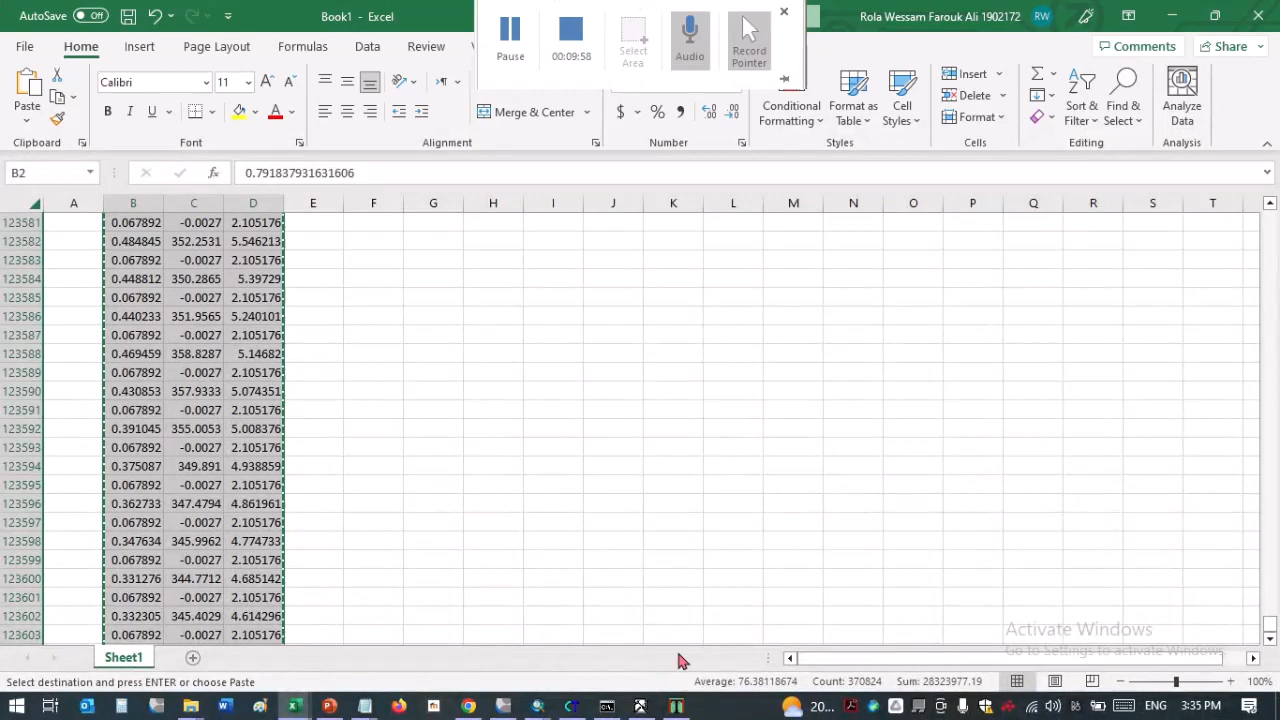 AutoSave Off Book1 - Excel Rola Wessam Farouk Ali 1902172 RW
Pause 00:09:58 Select Area Audio Record Pointer
File Home Insert Page Layout Formulas Data Review Comments Share
Paste Calibri 11 Merge & Center Conditional Formatting Format as Table Cell Styles Insert Delete Format Sort & Filter Find & Select Analyze Data
Clipboard Font Alignment Number Styles Cells Editing Analysis
B2 0.791837931631606
A B C D E F G H I J K L M N O P Q R S T
123581 0.067892 -0.0027 2.105176
123582 0.484845 352.2531 5.546213
123583 0.067892 -0.0027 2.105176
123584 0.448812 350.2865 5.39729
123585 0.067892 -0.0027 2.105176
123586 0.440233 351.9565 5.240101
123587 0.067892 -0.0027 2.105176
123588 0.469459 358.8287 5.14682
123589 0.067892 -0.0027 2.105176
123590 0.430853 357.9333 5.074351
123591 0.067892 -0.0027 2.105176
123592 0.391045 355.0053 5.008376
123593 0.067892 -0.0027 2.105176
123594 0.375087 349.891 4.938859
123595 0.067892 -0.0027 2.105176
123596 0.362733 347.4794 4.861961
123597 0.067892 -0.0027 2.105176
123598 0.347634 345.9962 4.774733
123599 0.067892 -0.0027 2.105176
123600 0.331276 344.7712 4.685142
123601 0.067892 -0.0027 2.105176
123602 0.332305 345.4029 4.614296
123603 0.067892 -0.0027 2.105176
Activate Windows
Go to Settings to activate Windows.
Sheet1
Select destination and press ENTER or choose Paste Average: 76.38118674 Count: 370824 Sum: 28323977.19 100%
20... 3:35 PM